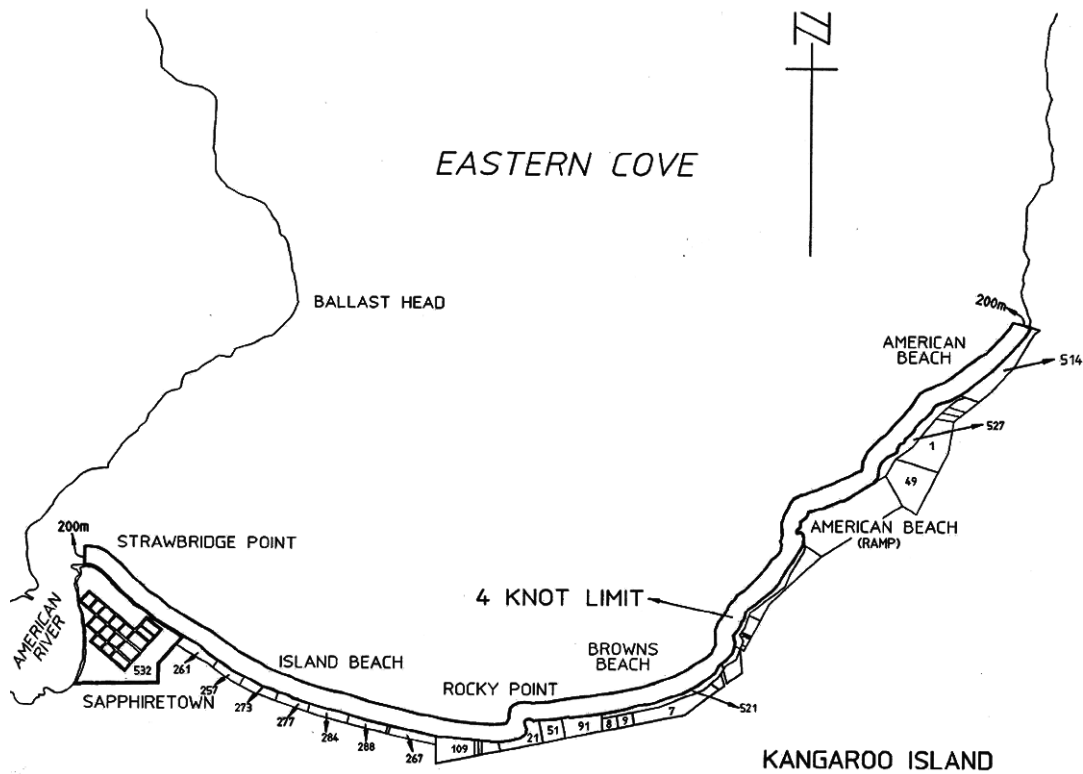 N
EASTERN COVE
BALLAST HEAD
200m
AMERICAN
BEACH
514
527
1
49
AMERICAN BEACH
(RAMP)
200m
STRAWBRIDGE POINT
4 KNOT LIMIT
AMERICAN
RIVER
BROWNS
BEACH
ISLAND BEACH
532
261
SAPPHIRETOWN
257
273
277
284
288
267
ROCKY POINT
109
21
51
91
8
9
7
521
KANGAROO ISLAND